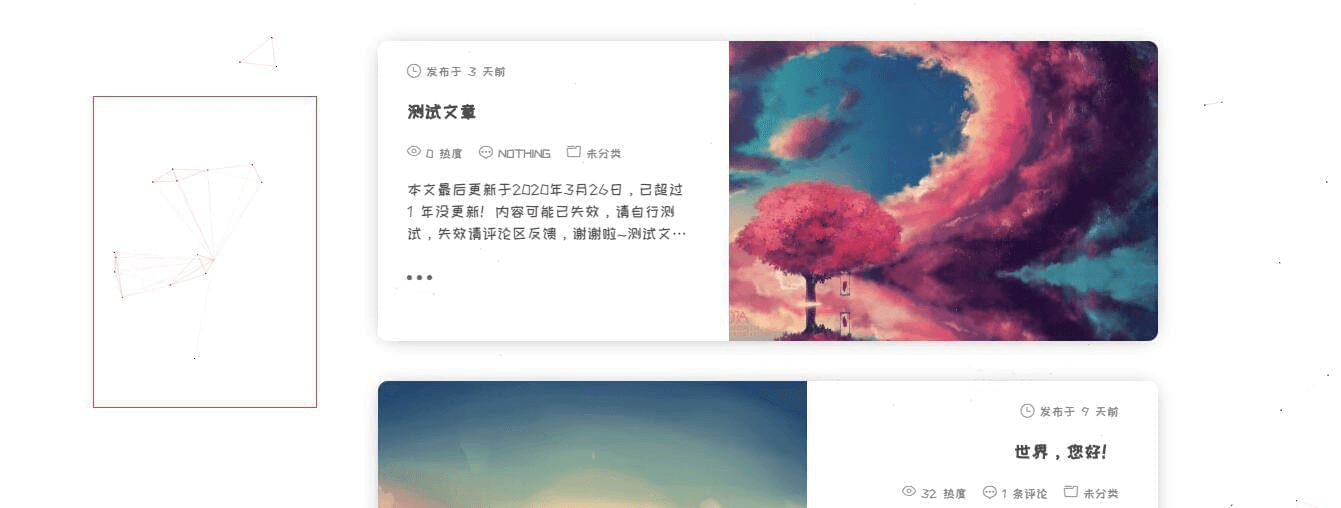 发布于 3 天前
测试文章
0 热度 NOTHING 未分类
本文最后更新于2020年3月26日，已超过
1 年没更新！内容可能已失效，请自行测
试，失效请评论区反馈，谢谢啦~测试文…
发布于 9 天前
世界，您好！
32 热度 1 条评论 未分类